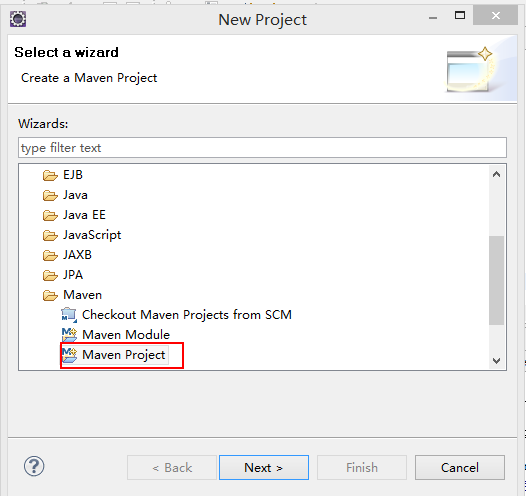 New Project
Select a wizard
Create a Maven Project
Wizards:
type filter text
EJB
Java
Java EE
JavaScript
JAXB
JPA
Maven
Checkout Maven Projects from SCM
Maven Module
Maven Project
?
< Back
Next >
Finish
Cancel